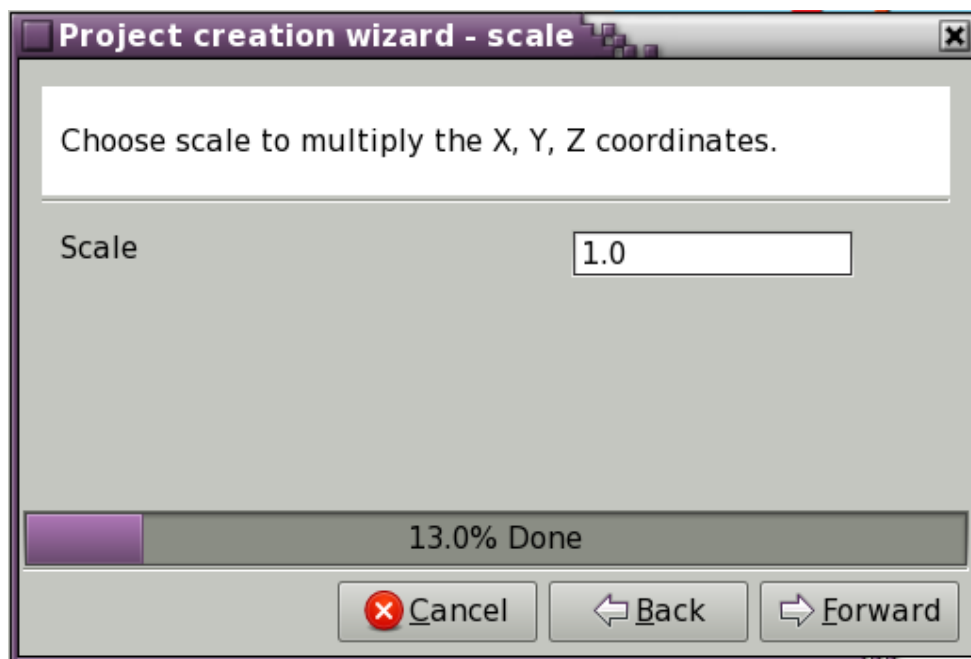 Project creation wizard - scale
Choose scale to multiply the X, Y, Z coordinates.
Scale
1.0
13.0% Done
Cancel
Back
Forward